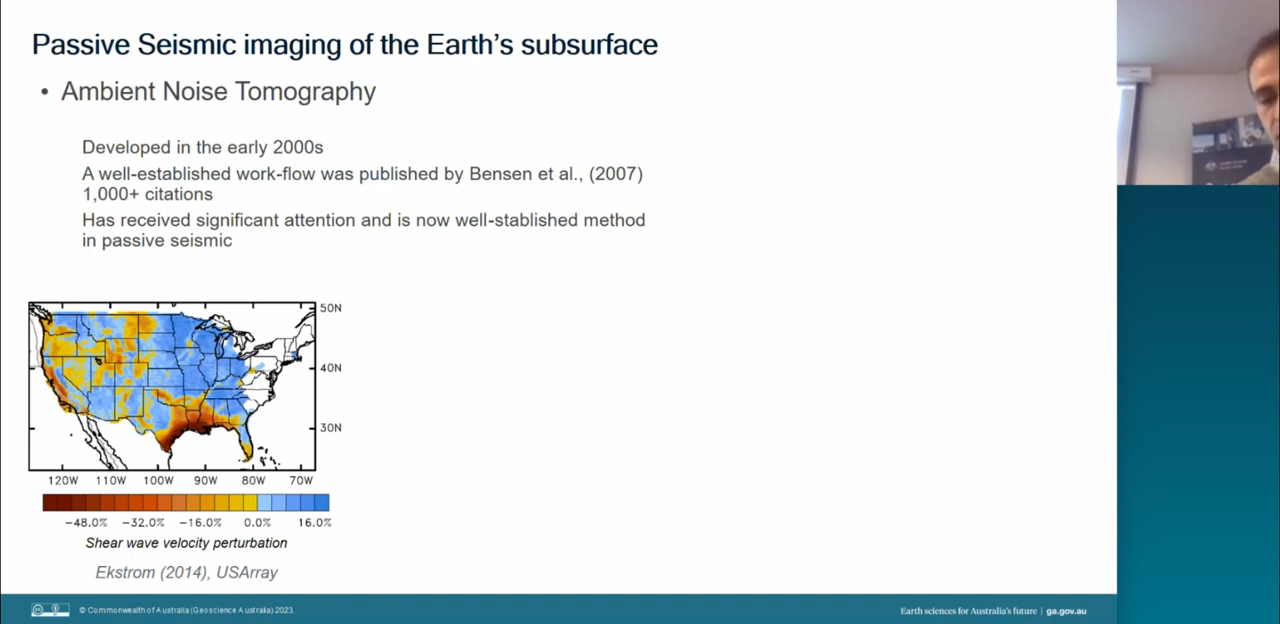 Passive Seismic imaging of the Earth's subsurface
• Ambient Noise Tomography
Developed in the early 2000s
A well-established work-flow was published by Bensen et al., (2007)
1,000+ citations
Has received significant attention and is now well-stablished method
in passive seismic
50N
40N
30N
120W 110W 100W 90W 80W 70W
−48.0% −32.0% −16.0% 0.0% 16.0%
Shear wave velocity perturbation
Ekstrom (2014), USArray
© Commonwealth of Australia (Geoscience Australia) 2023
Earth sciences for Australia's future | ga.gov.au